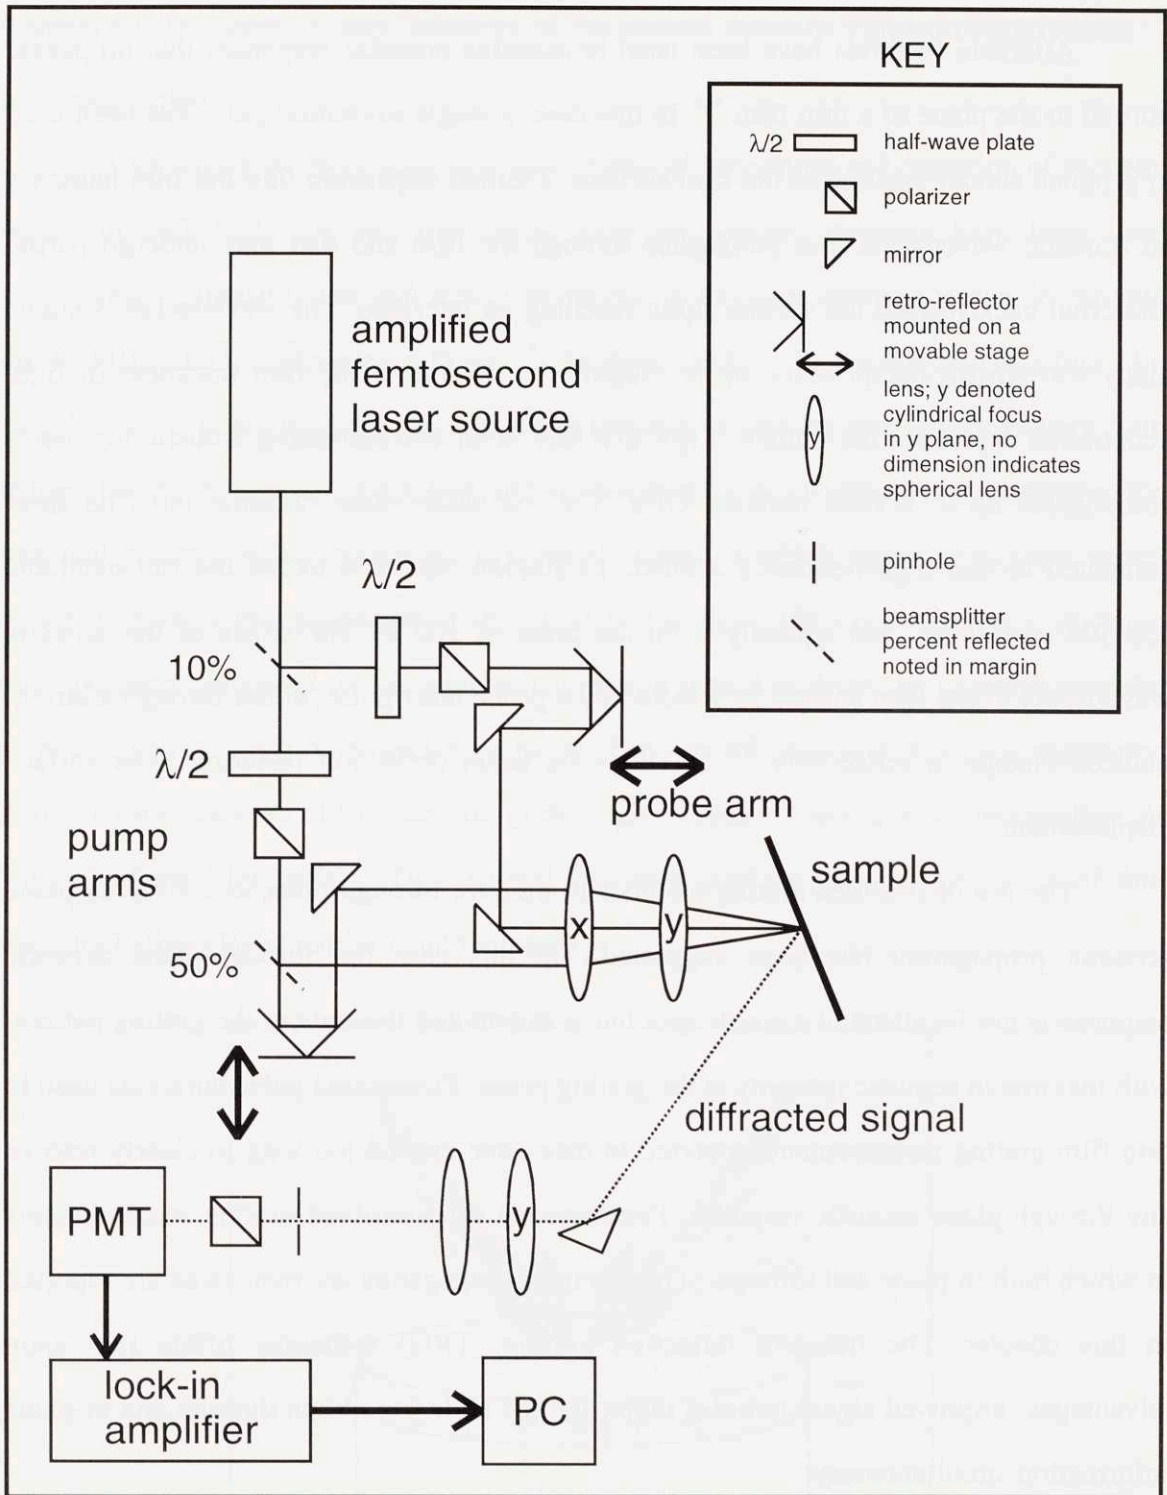 KEY
λ/2
half-wave plate
polarizer
mirror
retro-reflector
mounted on a
movable stage
lens; y denoted
cylindrical focus
in y plane, no
dimension indicates
spherical lens
y
pinhole
beamsplitter
percent reflected
noted in margin
amplified
femtosecond
laser source
λ/2
10%
λ/2
probe arm
pump
arms
sample
x
y
50%
diffracted signal
PMT
y
lock-in
amplifier
PC